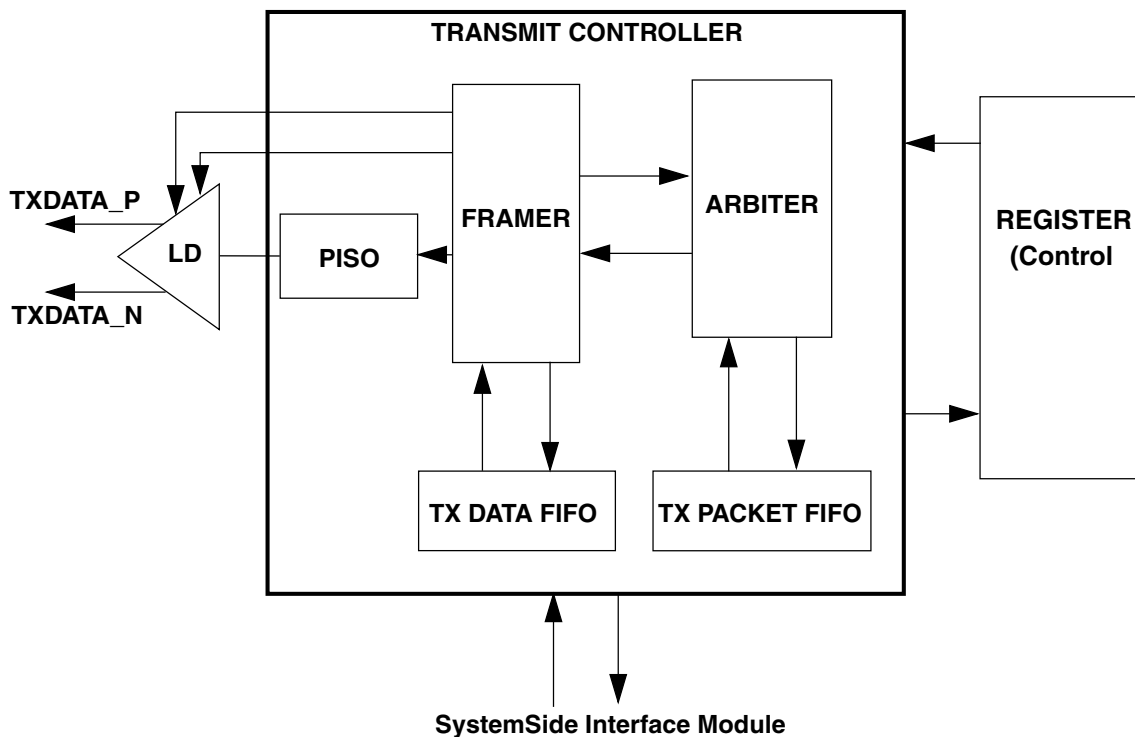 TRANSMIT CONTROLLER
TXDATA_P
TXDATA_N
LD
PISO
FRAMER
ARBITER
REGISTER
(Control
TX DATA FIFO
TX PACKET FIFO
SystemSide Interface Module